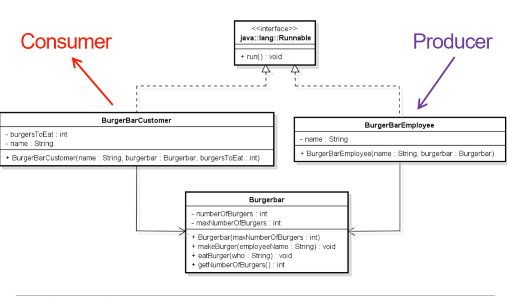 <<interface>>
java::lang::Runnable
+ run() : void
Consumer
Producer
BurgerBarCustomer
- burgersToEat : int
- name : String
+ BurgerBarCustomer(name : String, burgerbar : Burgerbar, burgersToEat : int)
BurgerBarEmployee
- name : String
+ BurgerBarEmployee(name : String, burgerbar : Burgerbar)
Burgerbar
- numberOfBurgers : int
- maxNumberOfBurgers : int
+ Burgerbar(maxNumberOfBurgers : int)
+ makeBurger(employeeName : String) : void
+ eatBurger(who : String) : void
+ getNumberOfBurgers() : int